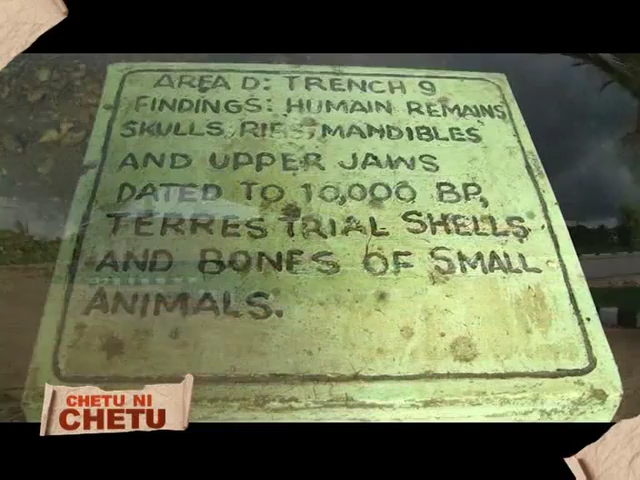 AREA D: TRENCH 9
FINDINGS: HUMAIN REMAINS
SKULLS, RIBS, MANDIBLES
AND UPPER JAWS
DATED TO 10,000 BP,
TERRESTRIAL SHELLS
AND BONES OF SMALL
ANIMALS.
CHETU NI
CHETU